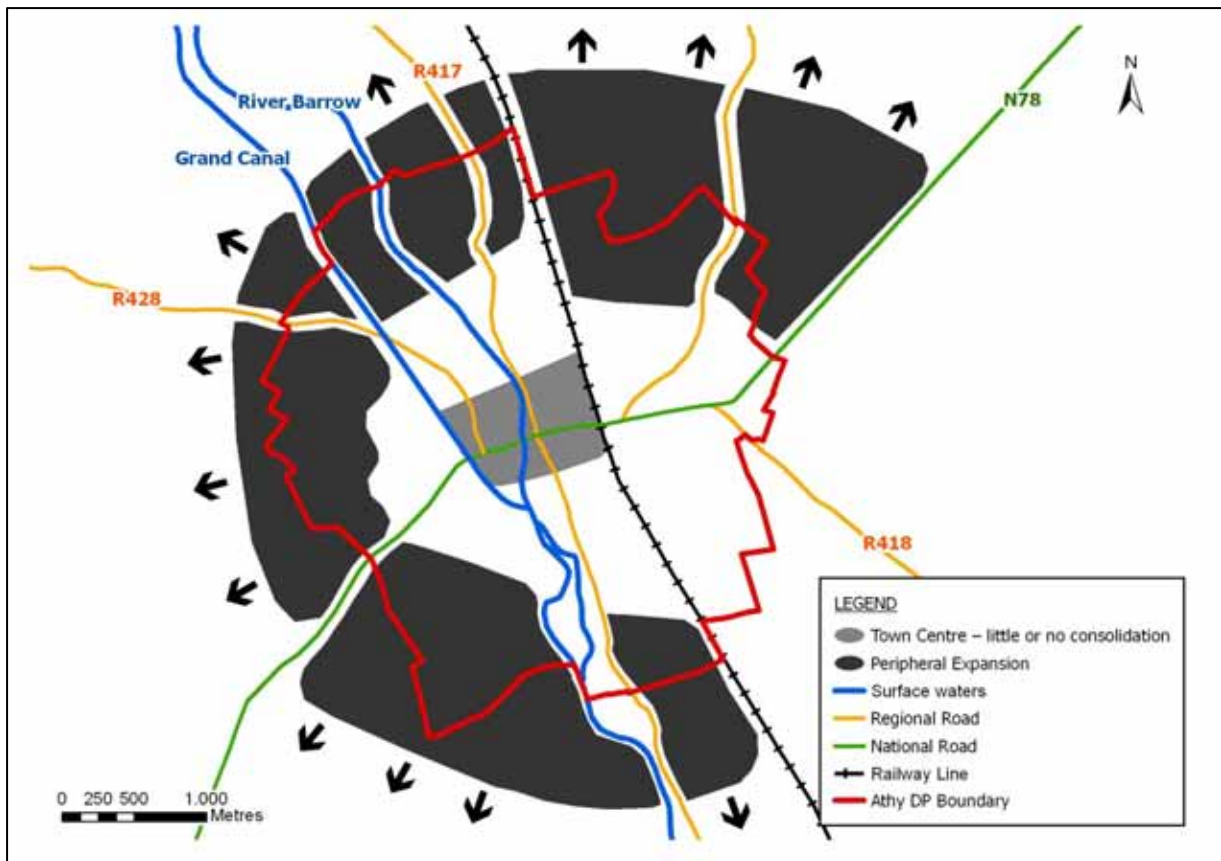 R417
N
River Barrow
N78
Grand Canal
R428
R418
LEGEND
Town Centre – little or no consolidation
Peripheral Expansion
Surface waters
Regional Road
National Road
Railway Line
Athy DP Boundary
0 250 500 1.000
Metres